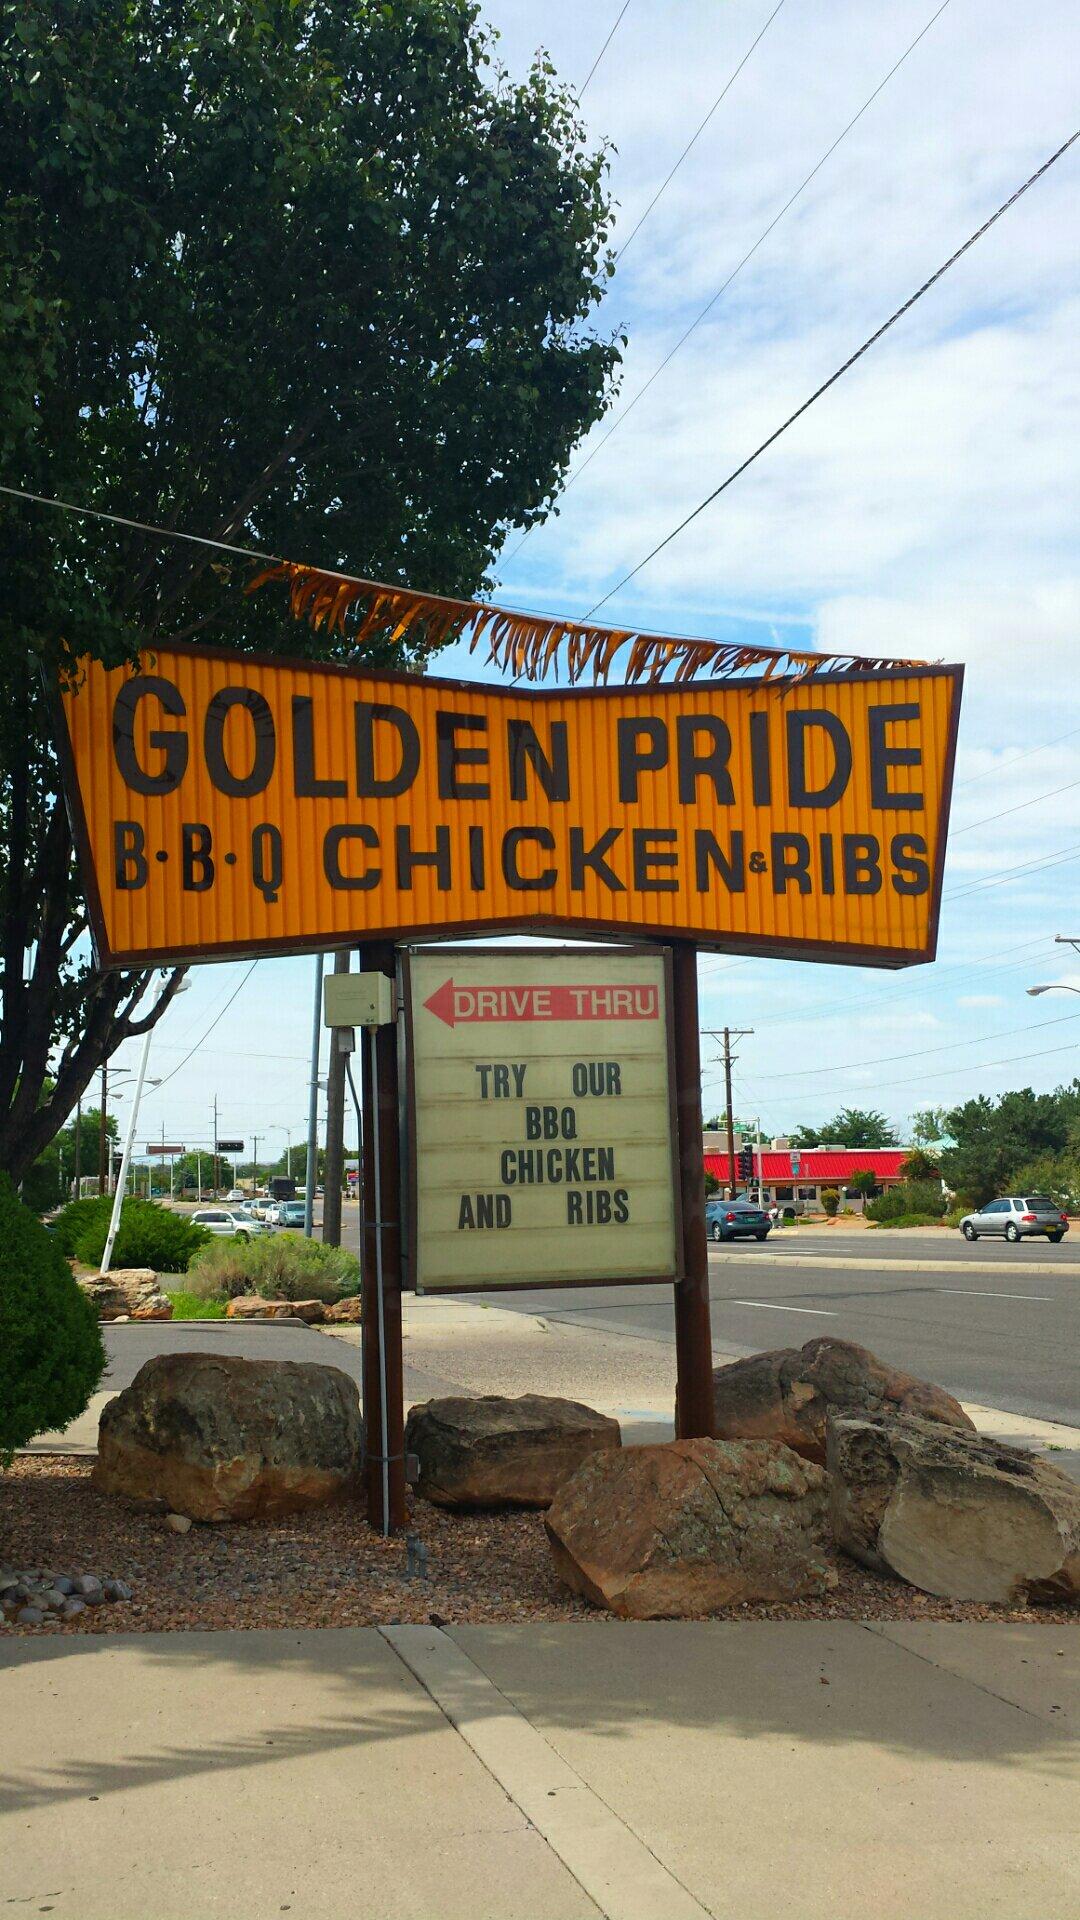 GOLDEN PRIDE
B•B•Q CHICKEN & RIBS
DRIVE THRU
TRY OUR
BBQ
CHICKEN
AND RIBS